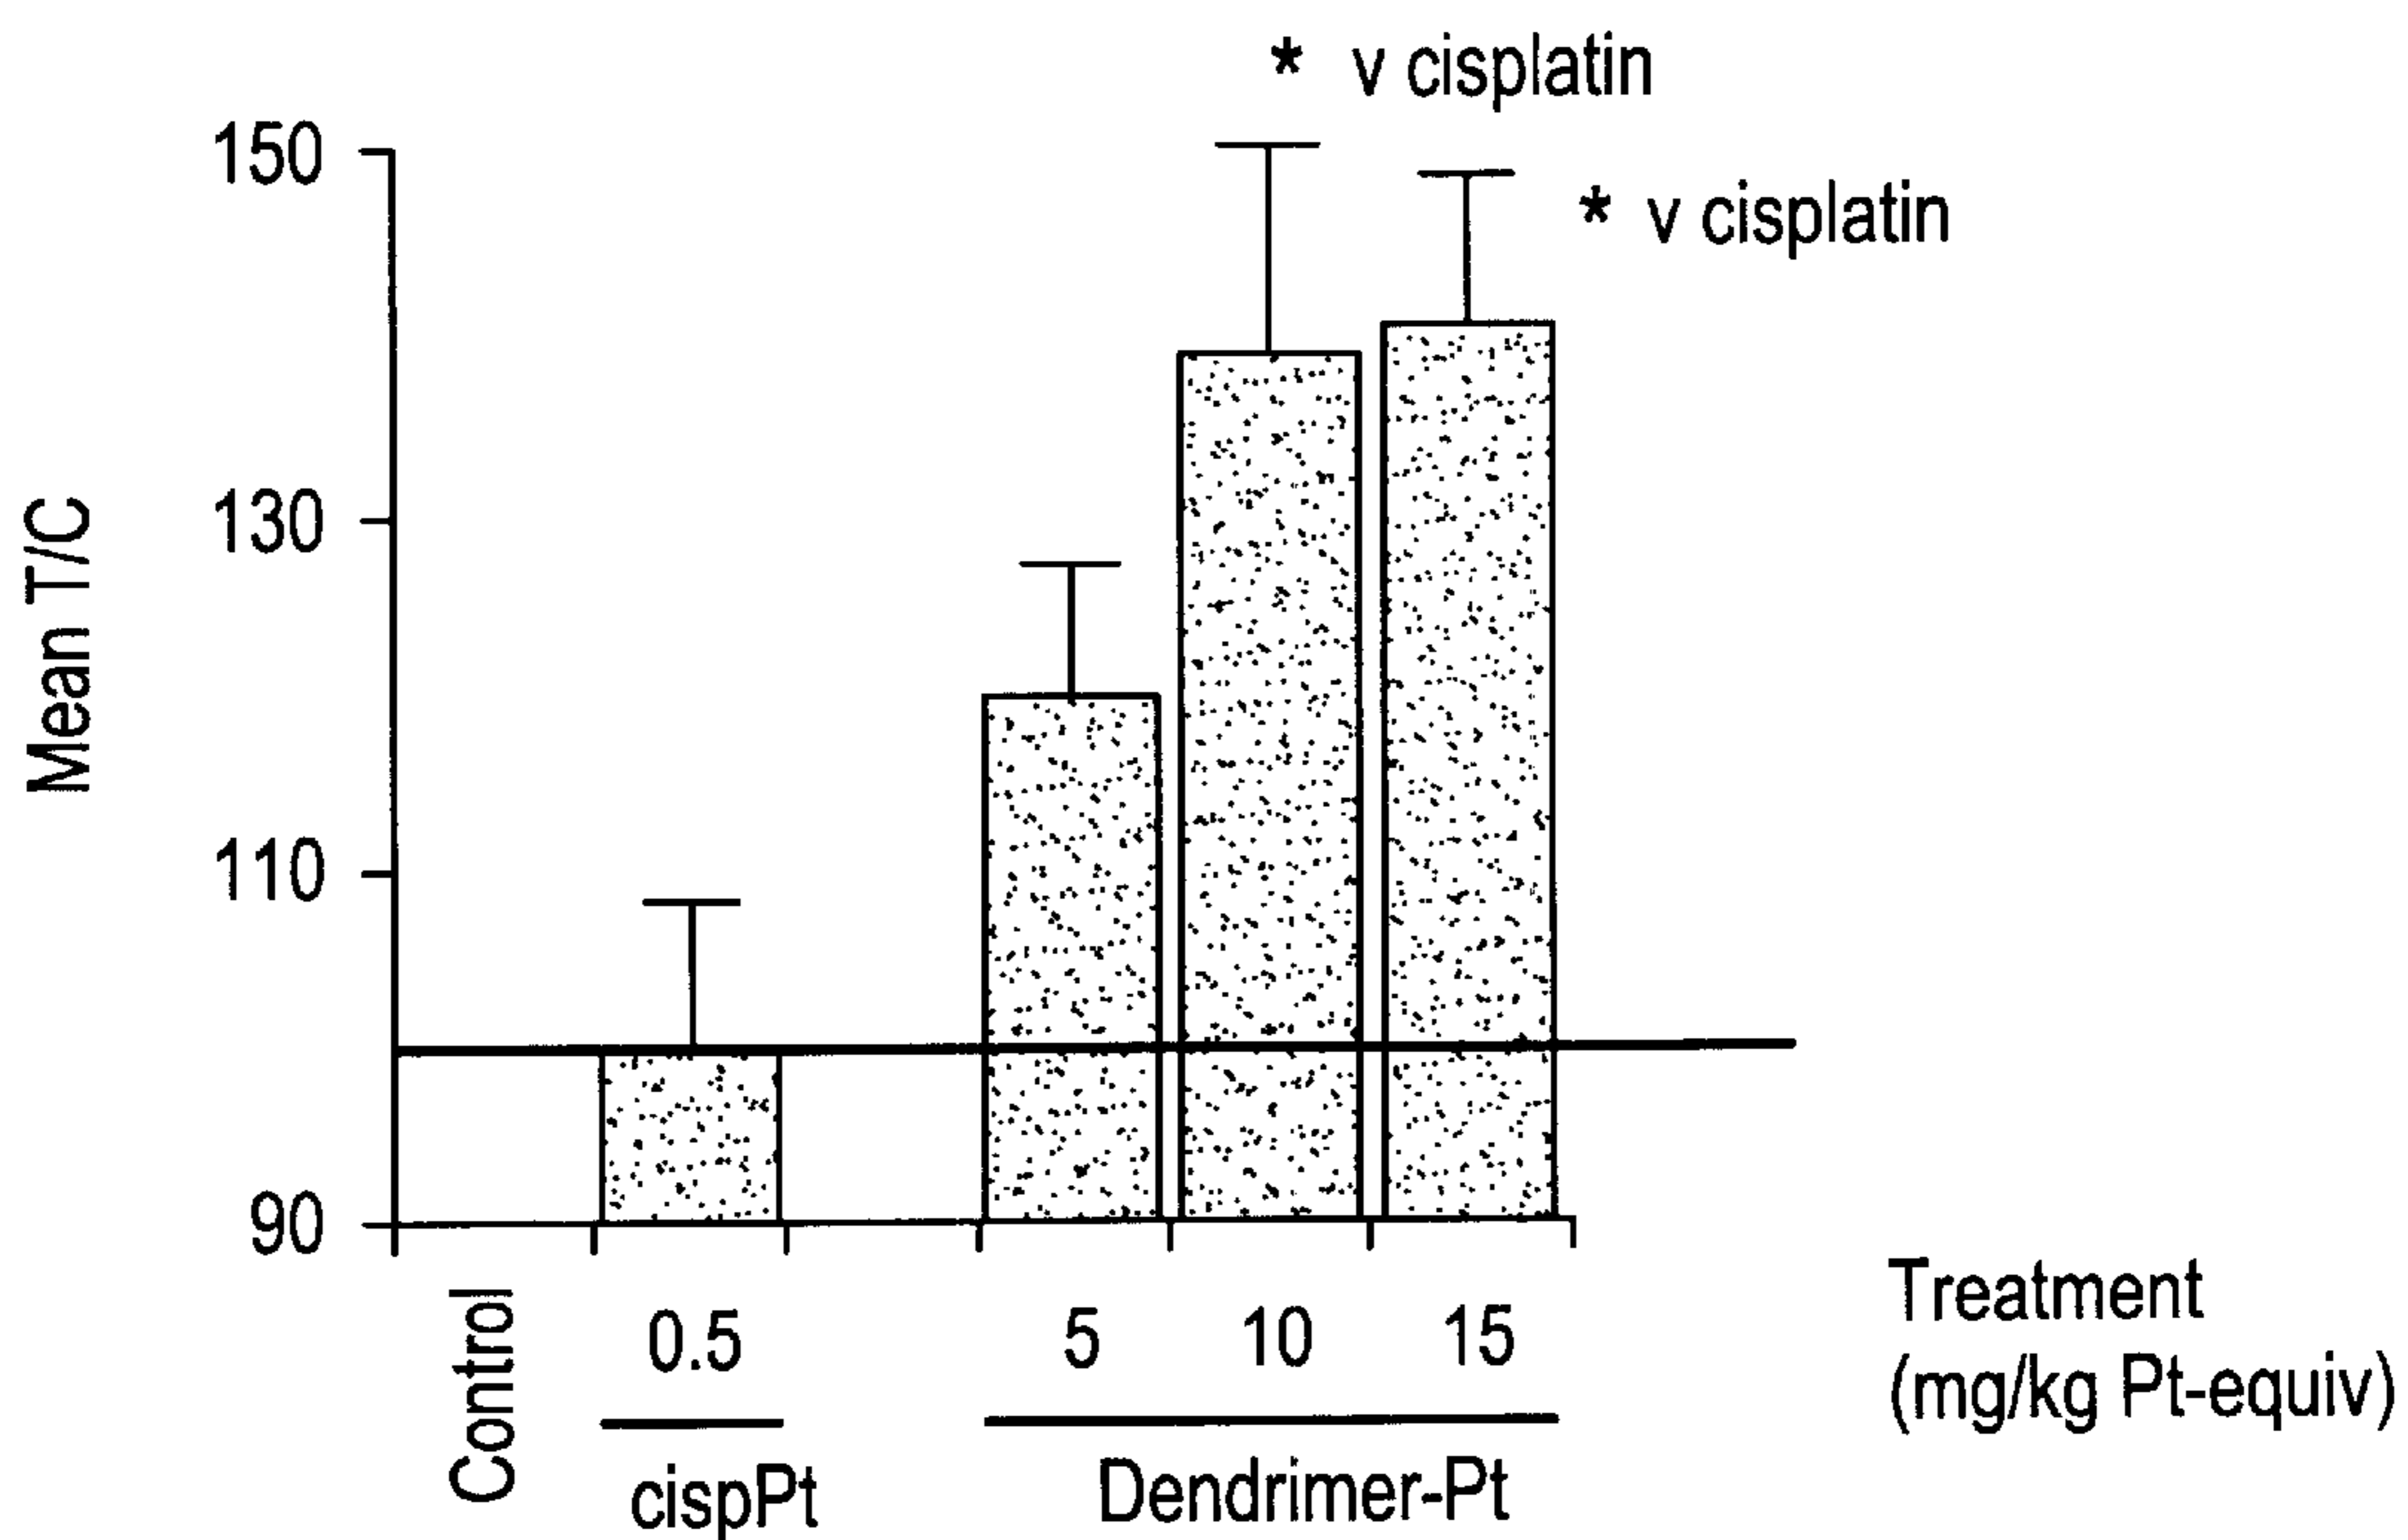 * v cisplatin
150
* v cisplatin
130
Mean T/C
110
90
Control
0.5
5
10
15
Treatment
(mg/kg Pt-equiv)
cispPt
Dendrimer-Pt